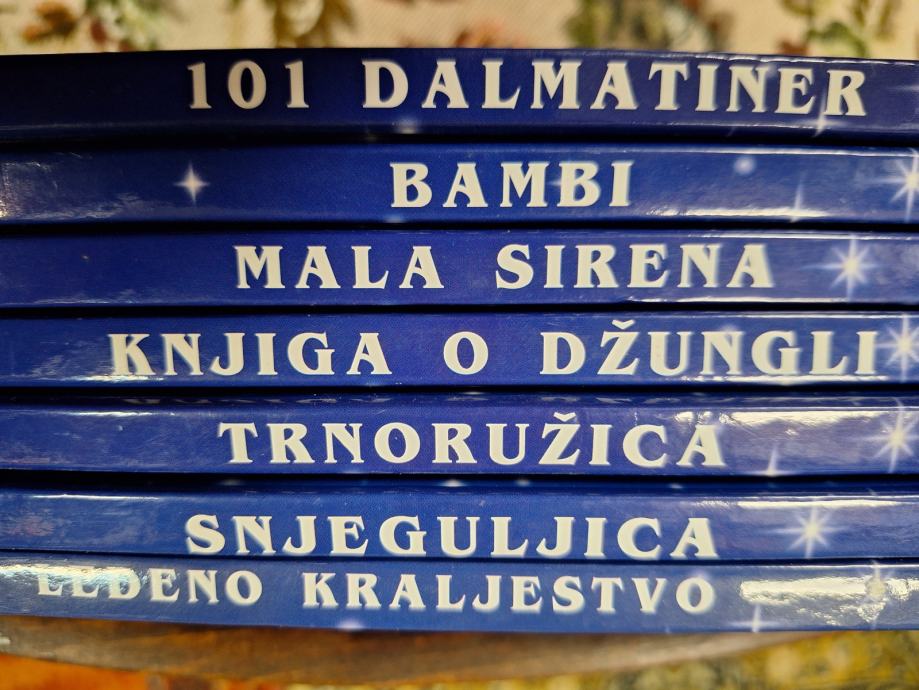 101 DALMATINER
BAMBI
MALA SIRENA
KNJIGA O DŽUNGLI
TRNORUŽICA
SNJEGULJICA
LEDENO KRALJESTVO